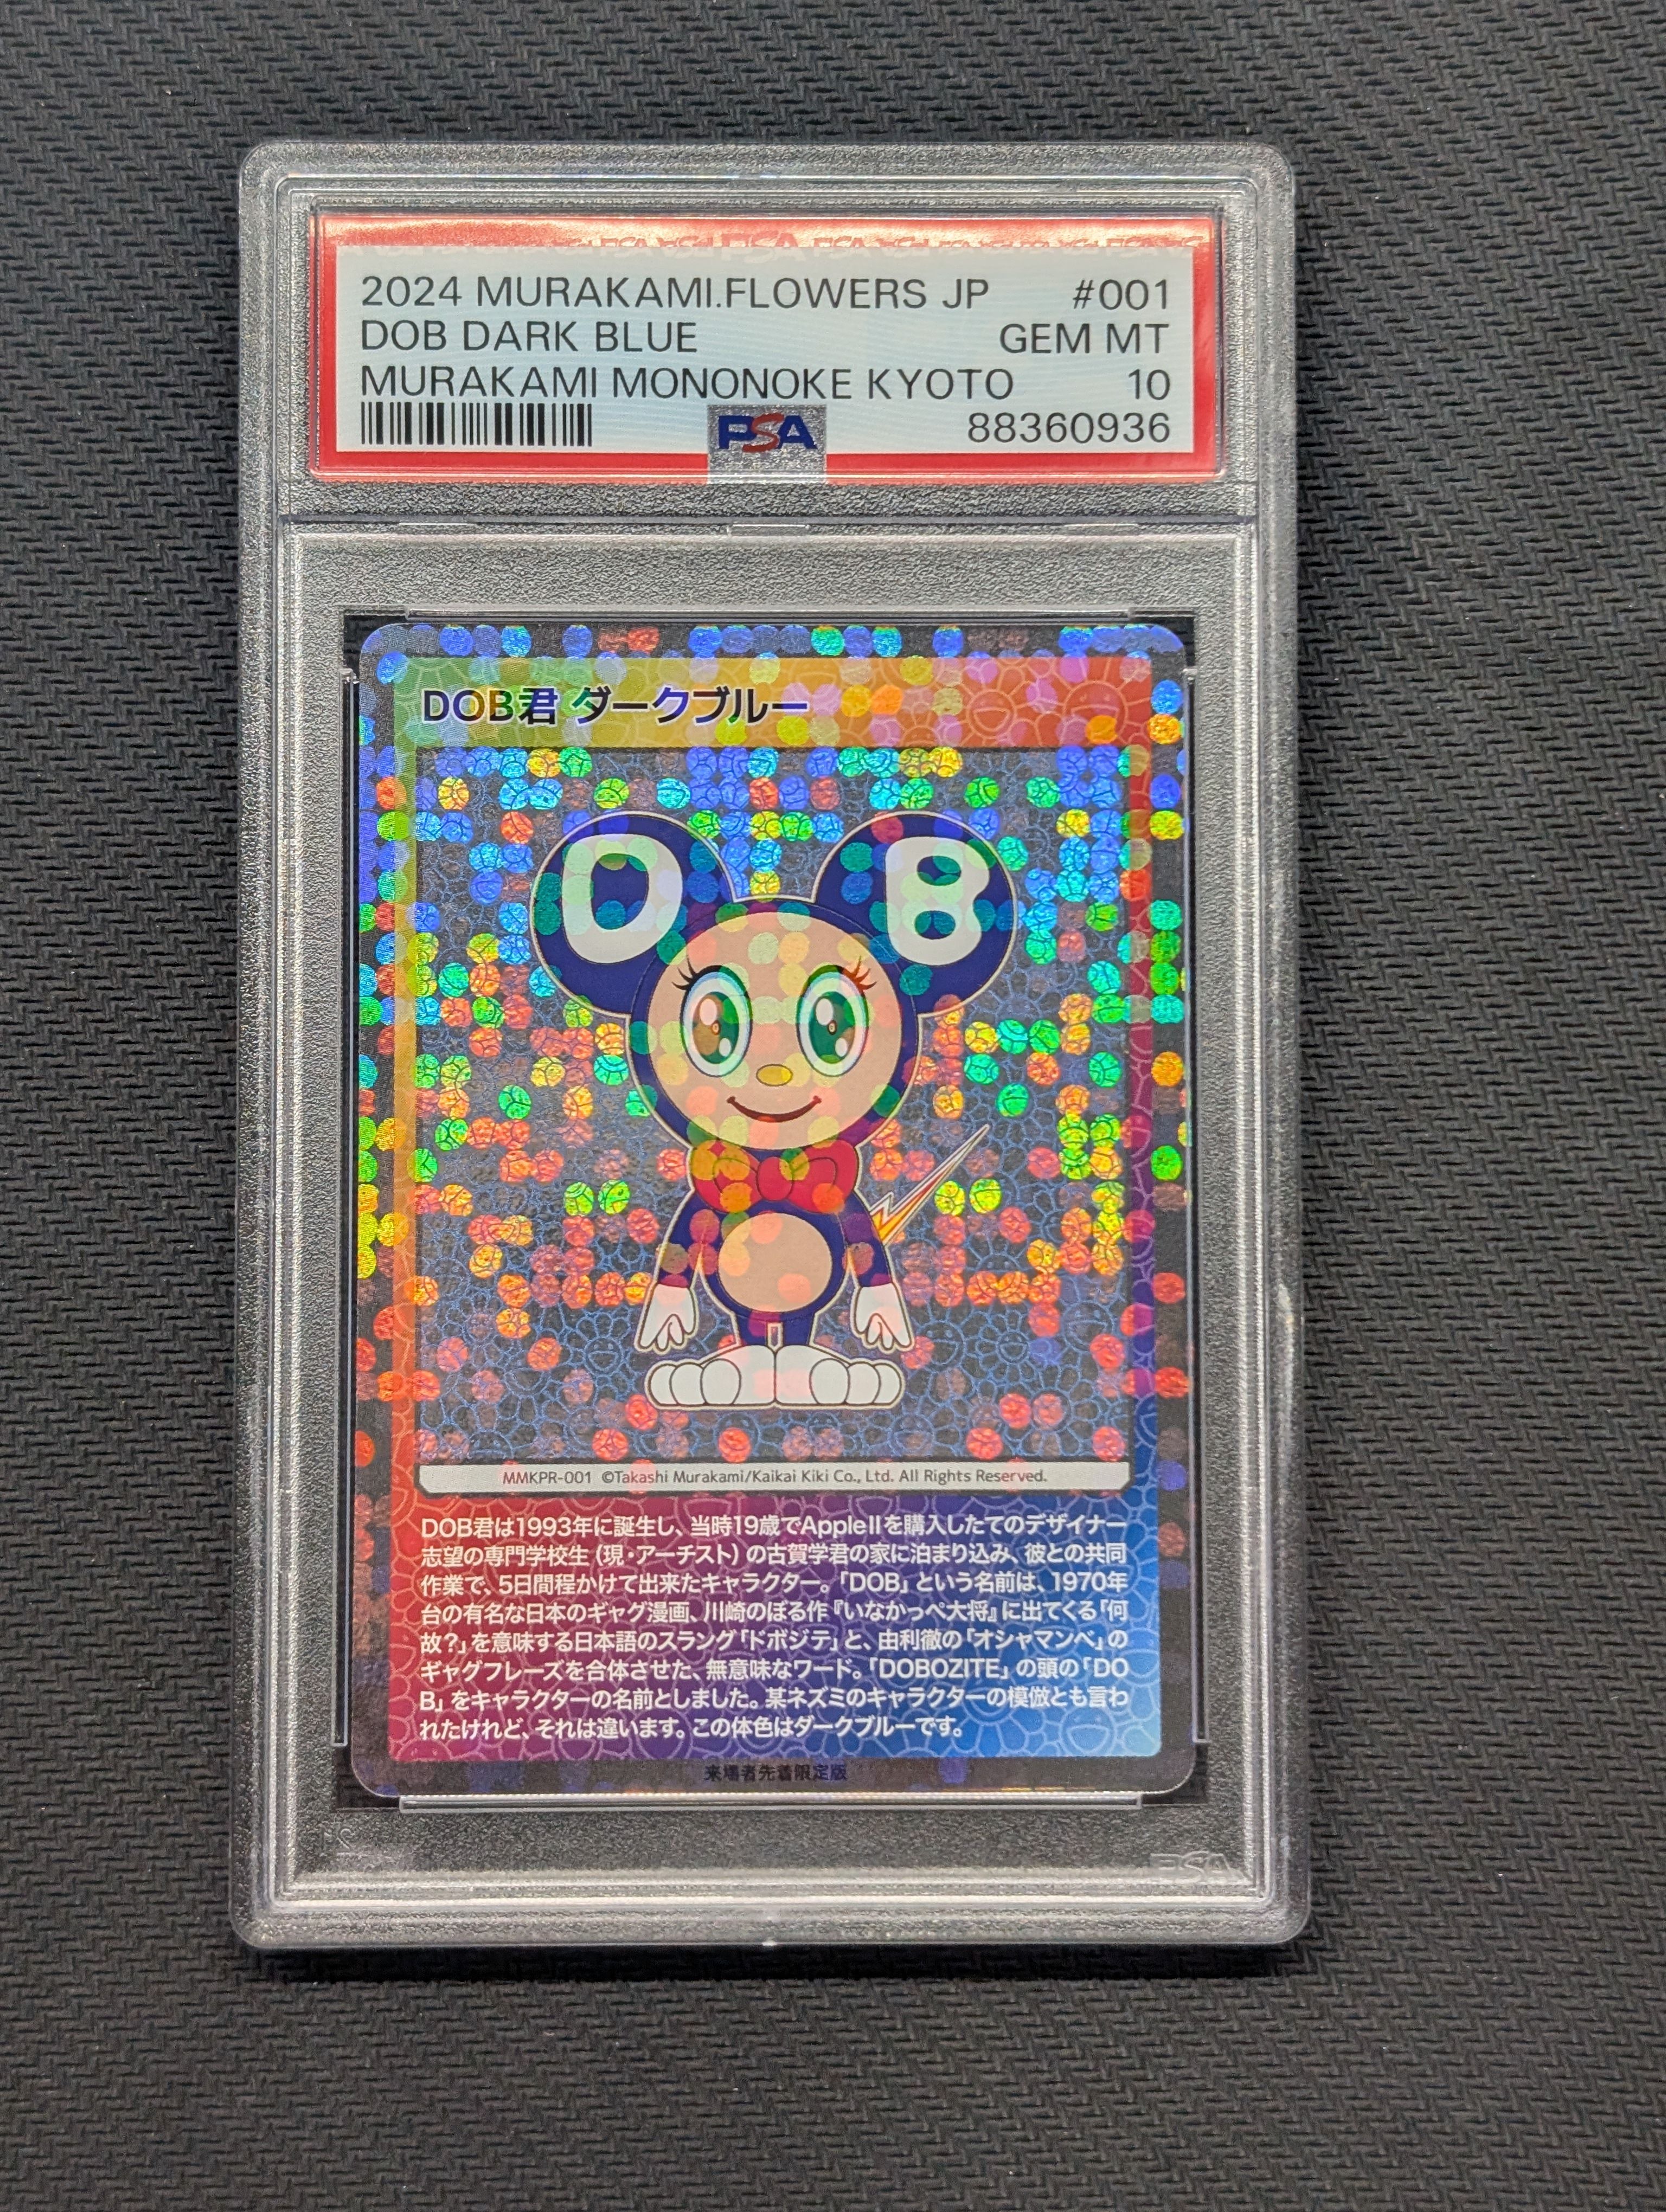 2024 MURAKAMI.FLOWERS JP #001
DOB DARK BLUE GEM MT
MURAKAMI MONONOKE KYOTO 10
PSA 88360936
DOB君 ダークブルー
D B
MMKPR-001 ©Takashi Murakami/Kaikai Kiki Co., Ltd. All Rights Reserved.
DOB君は1993年に誕生し、当時19歳でAppleIIを購入したてのデザイナー
志望の専門学校生(現・アーチスト)の古賀学君の家に泊まり込み、彼との共同
作業で、5日間程かけて出来たキャラクター。「DOB」という名前は、1970年
台の有名な日本のギャグ漫画、川崎のぼる作『いなかっぺ大将』に出てくる「何
故?」を意味する日本語のスラング「ドボジテ」と、由利徹の「オシャマンベ」の
ギャグフレーズを合体させた、無意味なワード。「DOBOZITE」の頭の「DO
B」をキャラクターの名前としました。某ネズミのキャラクターの模倣とも言わ
れたけれど、それは違います。この体色はダークブルーです。
来場者先着限定版
PSA